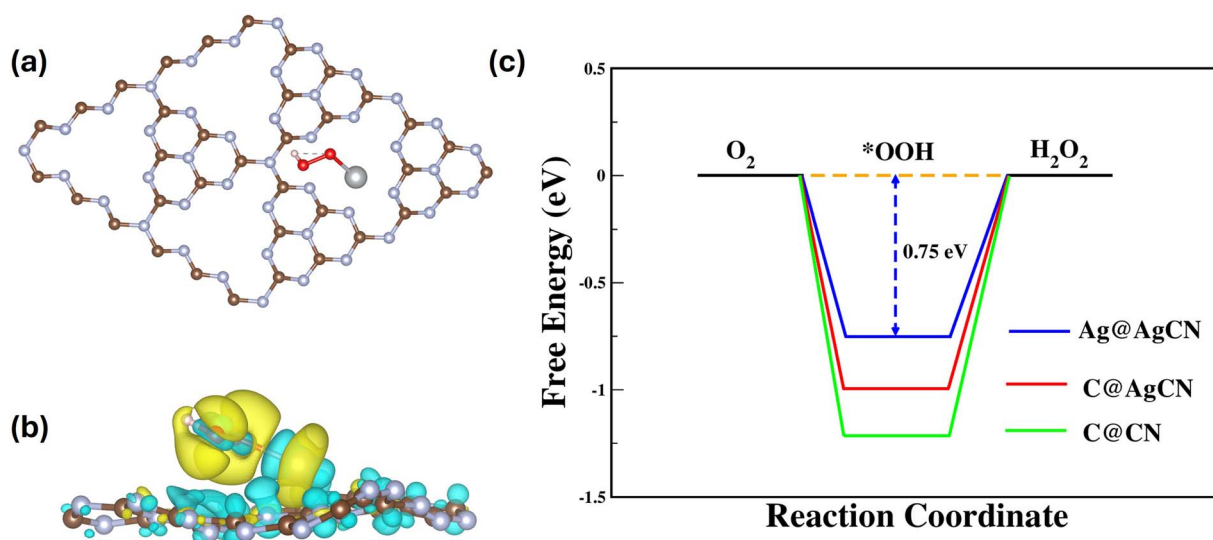 (a)
(b)
(c)
0.5
0
-0.5
-1
-1.5
Free Energy (eV)
O₂
*OOH
H₂O₂
0.75 eV
Ag@AgCN
C@AgCN
C@CN
Reaction Coordinate